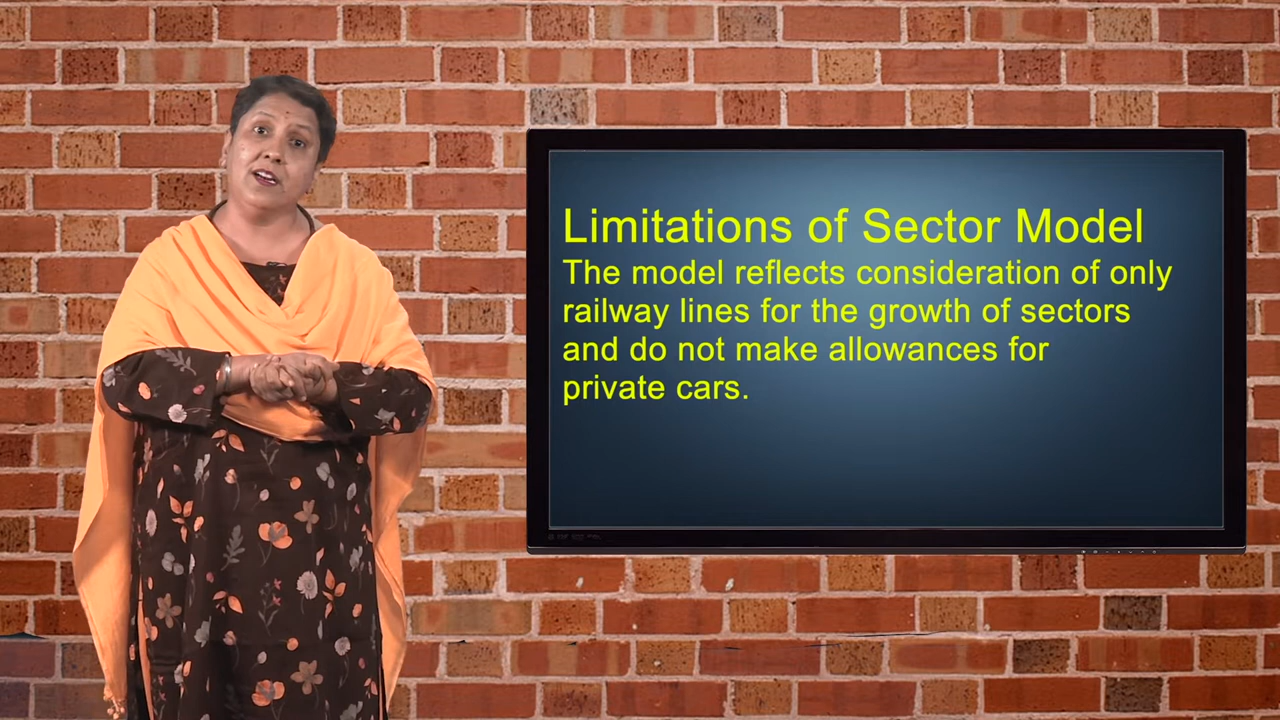 Limitations of Sector Model
The model reflects consideration of only
railway lines for the growth of sectors
and do not make allowances for
private cars.